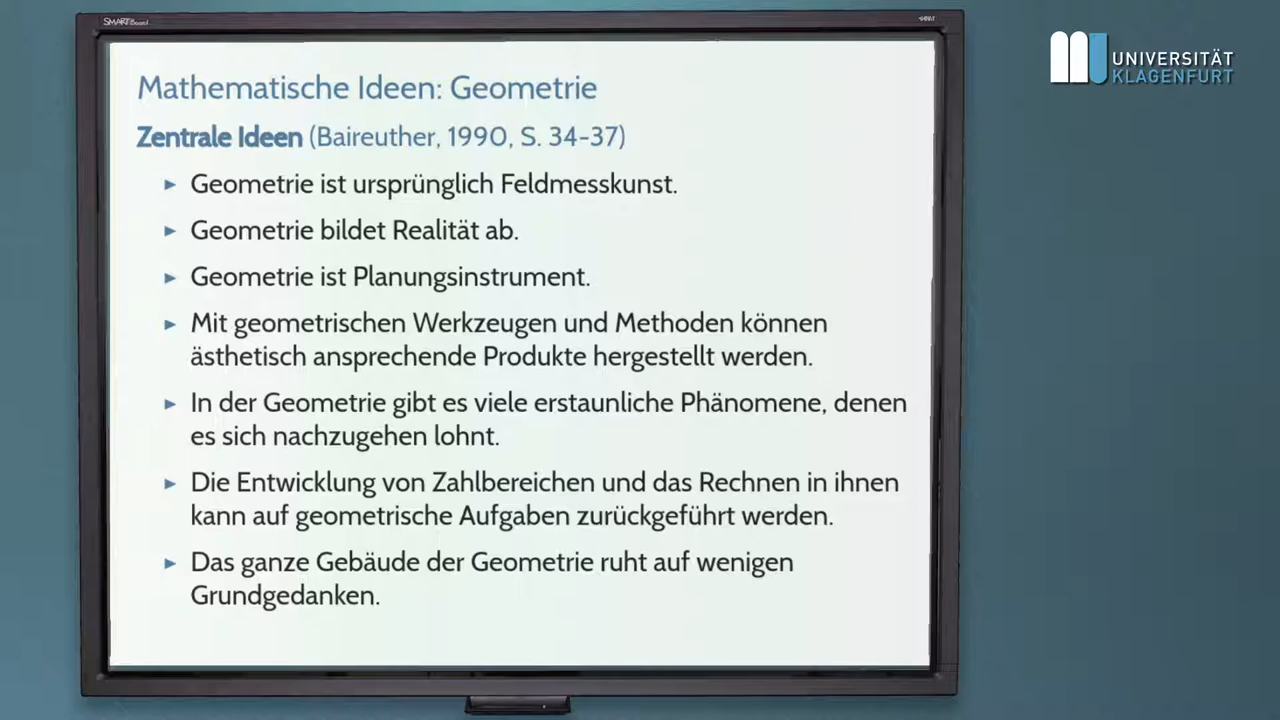 SMART Board
UNIVERSITÄT
KLAGENFURT
Mathematische Ideen: Geometrie
Zentrale Ideen (Baireuther, 1990, S. 34-37)
Geometrie ist ursprünglich Feldmesskunst.
Geometrie bildet Realität ab.
Geometrie ist Planungsinstrument.
Mit geometrischen Werkzeugen und Methoden können
ästhetisch ansprechende Produkte hergestellt werden.
In der Geometrie gibt es viele erstaunliche Phänomene, denen
es sich nachzugehen lohnt.
Die Entwicklung von Zahlbereichen und das Rechnen in ihnen
kann auf geometrische Aufgaben zurückgeführt werden.
Das ganze Gebäude der Geometrie ruht auf wenigen
Grundgedanken.